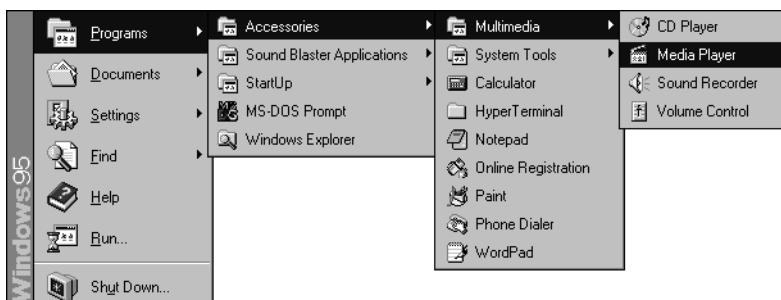 Windows95
Programs
Documents
Settings
Find
Help
Run...
Shut Down...
Accessories
Sound Blaster Applications
StartUp
MS-DOS Prompt
Windows Explorer
Multimedia
System Tools
Calculator
HyperTerminal
Notepad
Online Registration
Paint
Phone Dialer
WordPad
CD Player
Media Player
Sound Recorder
Volume Control